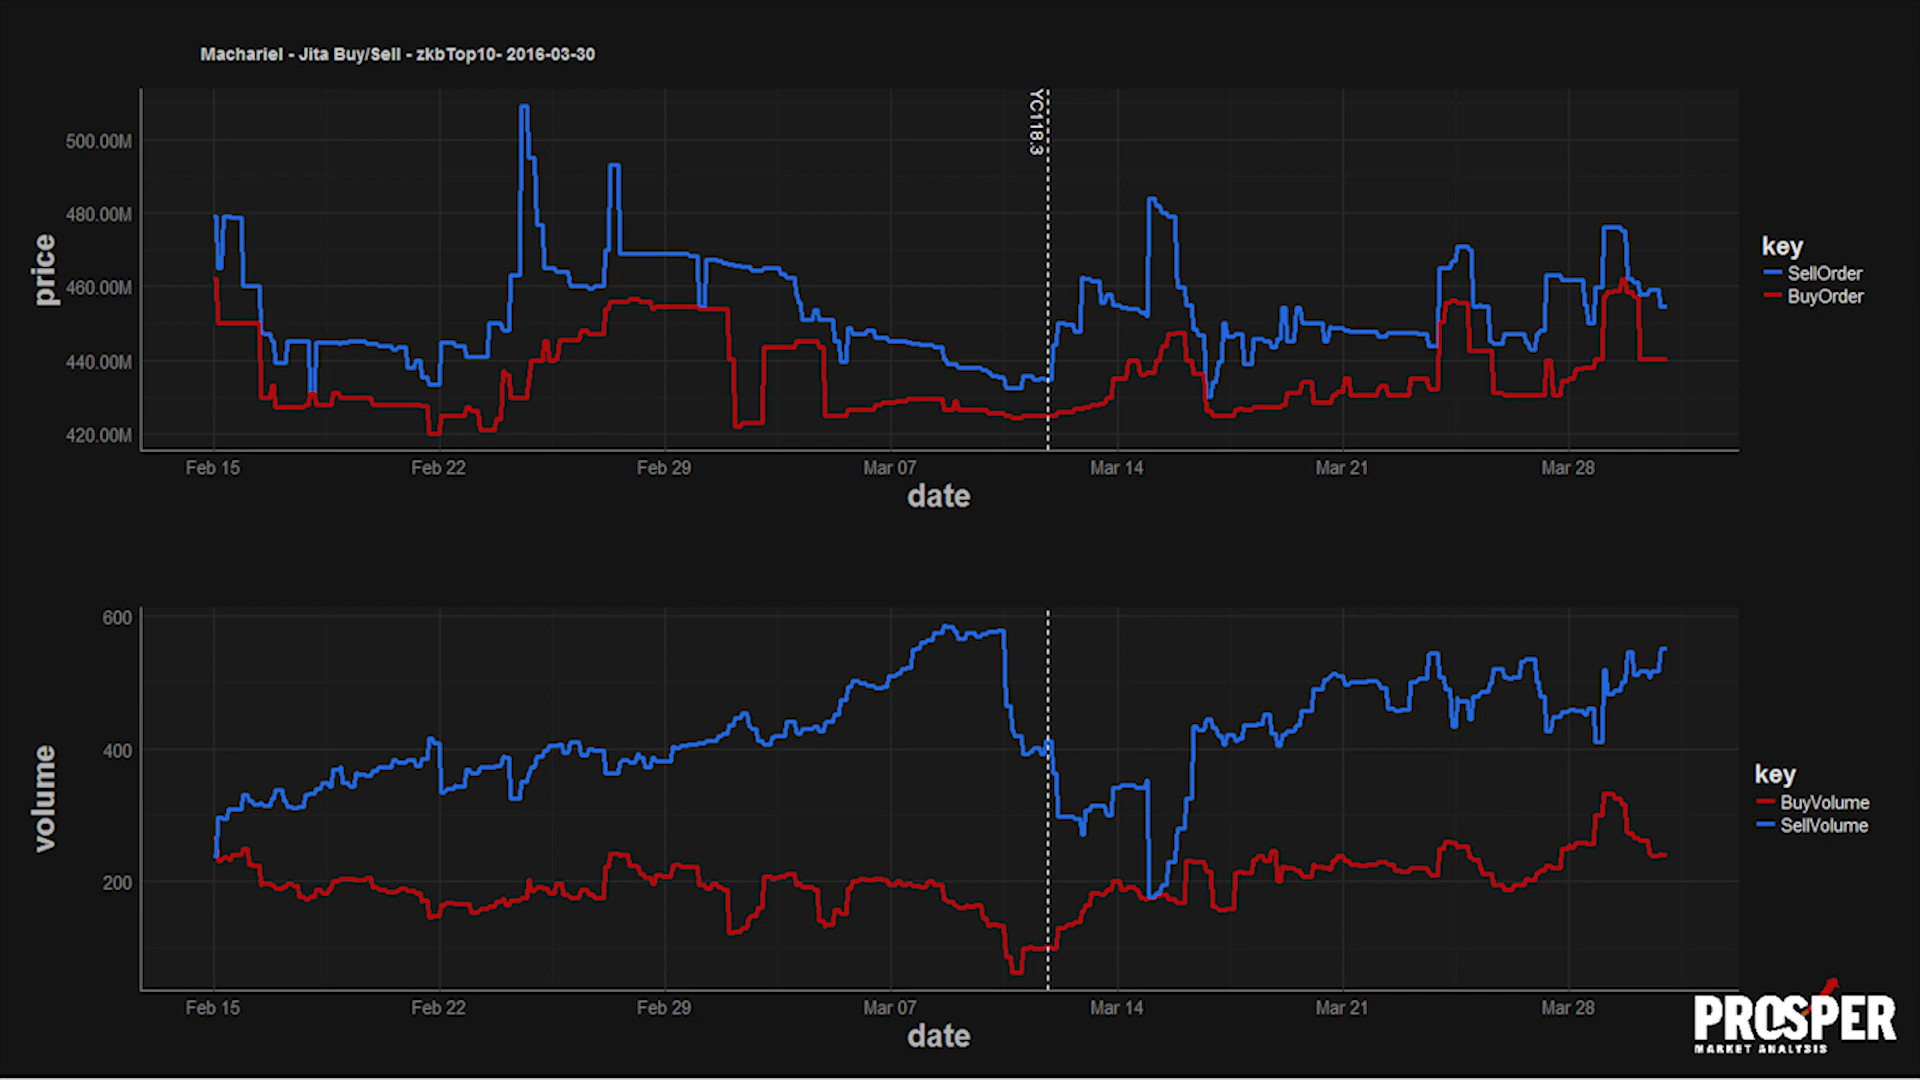 Machariel - Jita Buy/Sell - zkbTop10- 2016-03-30
YC118.3
500.00M
480.00M
460.00M
440.00M
420.00M
price
Feb 15 Feb 22 Feb 29 Mar 07 Mar 14 Mar 21 Mar 28
date
key
SellOrder
BuyOrder
600
400
200
volume
Feb 15 Feb 22 Feb 29 Mar 07 Mar 14 Mar 21 Mar 28
date
key
BuyVolume
SellVolume
PROSPER
MARKET ANALYSIS